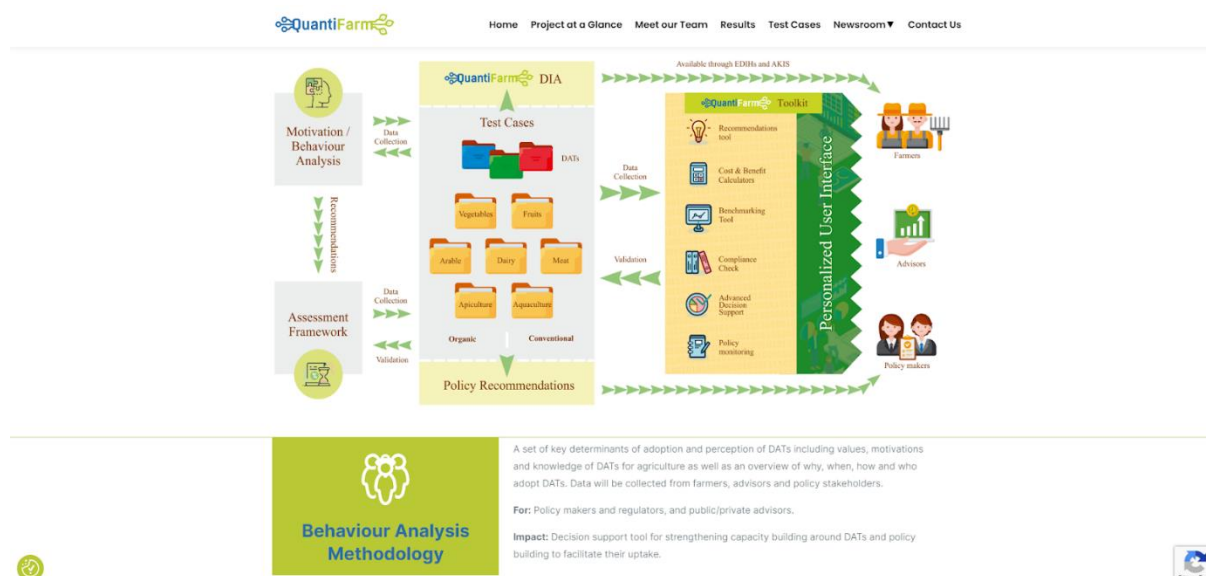 QuantiFarm
Home Project at a Glance Meet our Team Results Test Cases Newsroom▼ Contact Us
Available through EDIHs and AKIS
QuantiFarm DIA
Motivation /
Behaviour
Analysis
Data
Collection
Recommendations
Data
Collection
Assessment
Framework
Validation
Test Cases
DATs
Vegetables Fruits
Arable Dairy Meat
Apiculture Aquaculture
Organic Conventional
Policy Recommendations
Data
Collection
Validation
QuantiFarm Toolkit
Recommendations
tool
Cost & Benefit
Calculators
Benchmarking
Tool
Compliance
Check
Advanced
Decision
Support
Policy
monitoring
Personalized User Interface
Farmers
Advisors
Policy makers
Behaviour Analysis
Methodology
A set of key determinants of adoption and perception of DATs including values, motivations
and knowledge of DATs for agriculture as well as an overview of why, when, how and who
adopt DATs. Data will be collected from farmers, advisors and policy stakeholders.
For: Policy makers and regulators, and public/private advisors.
Impact: Decision support tool for strengthening capacity building around DATs and policy
building to facilitate their uptake.